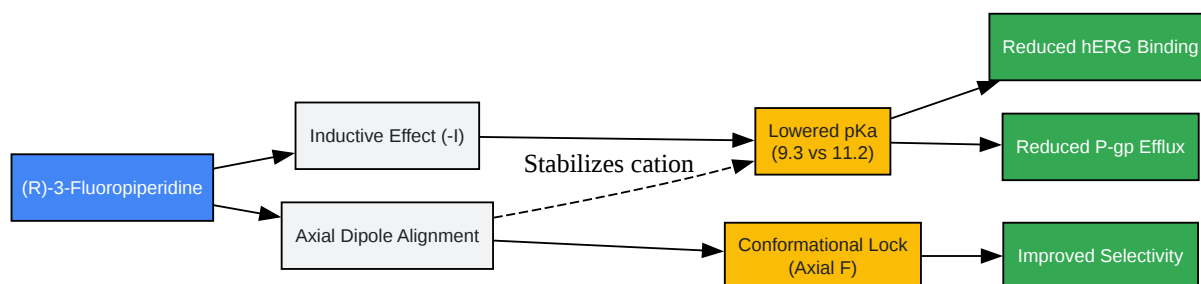 Reduced hERG Binding
Inductive Effect (-I)
Lowered pKa
(9.3 vs 11.2)
Reduced P-gp Efflux
Stabilizes cation
(R)-3-Fluoropiperidine
Axial Dipole Alignment
Conformational Lock
(Axial F)
Improved Selectivity